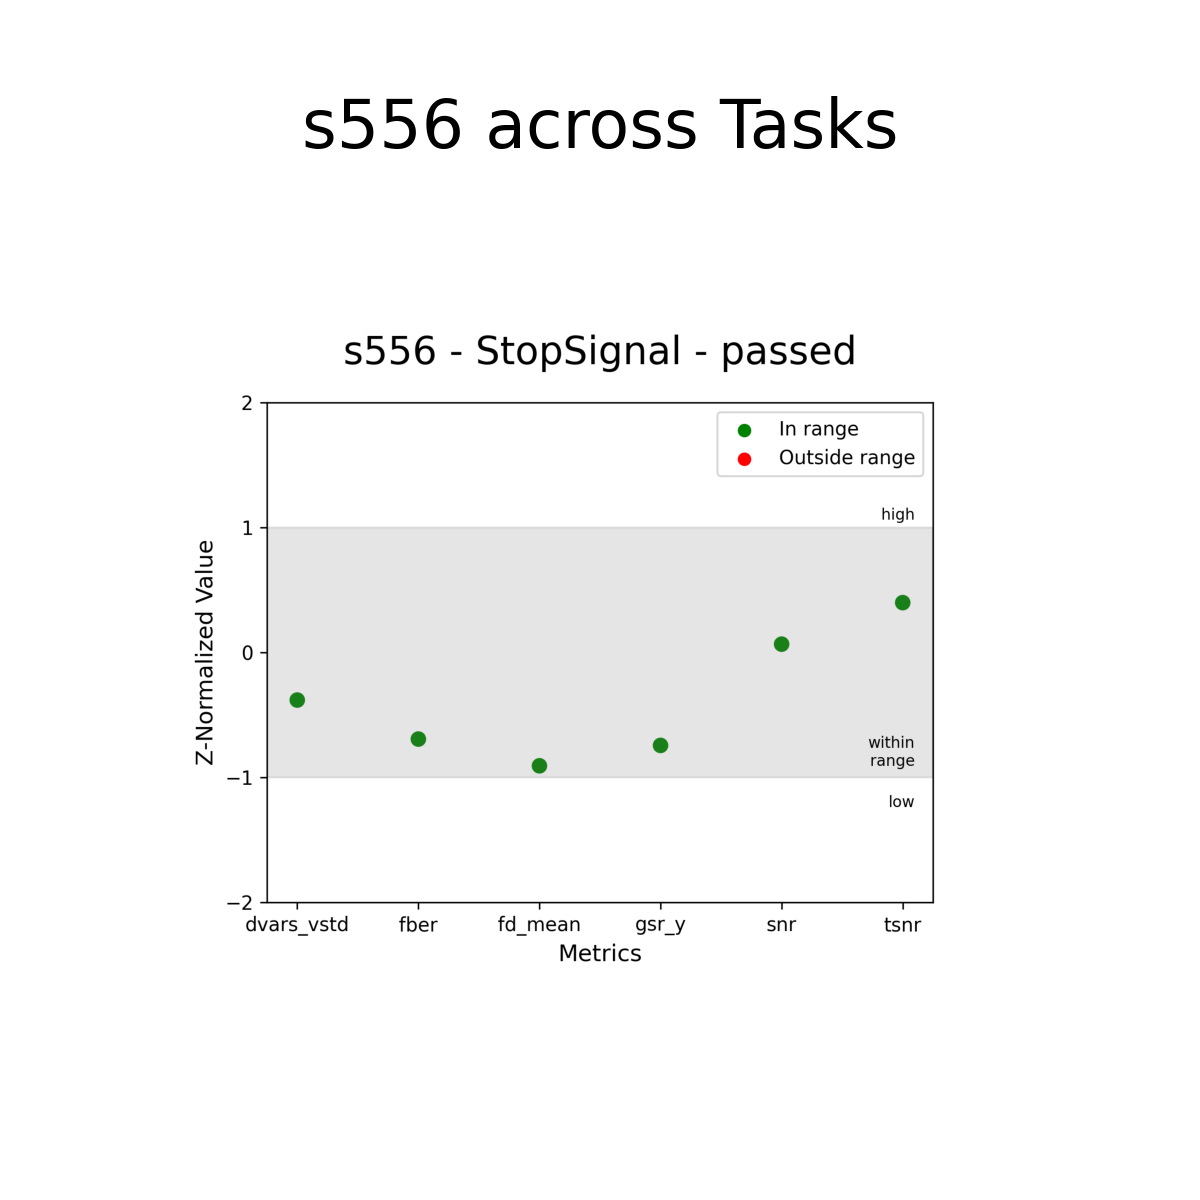 s556 across Tasks
s556 - StopSignal - passed
2
1
0
−1
−2
Z-Normalized Value
In range
Outside range
high
within
range
low
dvars_vstd fber fd_mean gsr_y snr tsnr
Metrics